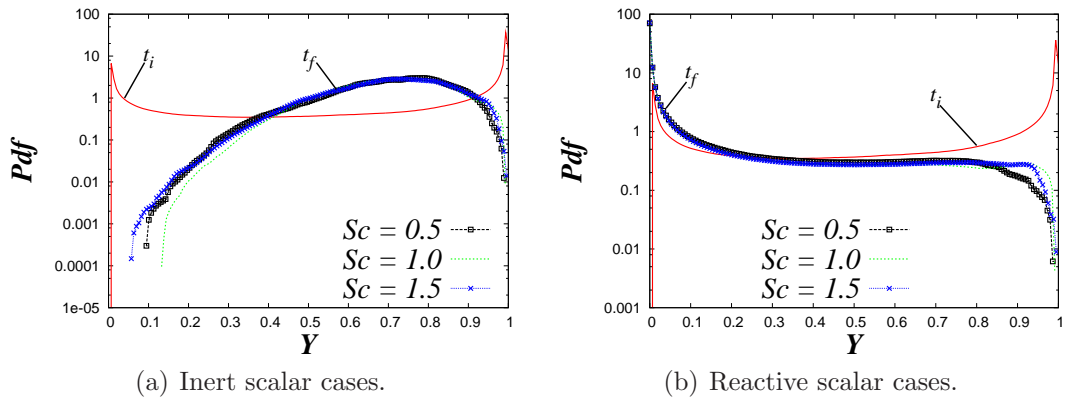 100
10
1
0.1
0.01
0.001
0.0001
1e-05
Pdf
t_i
t_f
Sc = 0.5
Sc = 1.0
Sc = 1.5
0 0.1 0.2 0.3 0.4 0.5 0.6 0.7 0.8 0.9 1
Y
(a) Inert scalar cases.
100
10
1
0.1
0.01
0.001
Pdf
t_f
t_i
Sc = 0.5
Sc = 1.0
Sc = 1.5
0 0.1 0.2 0.3 0.4 0.5 0.6 0.7 0.8 0.9 1
Y
(b) Reactive scalar cases.